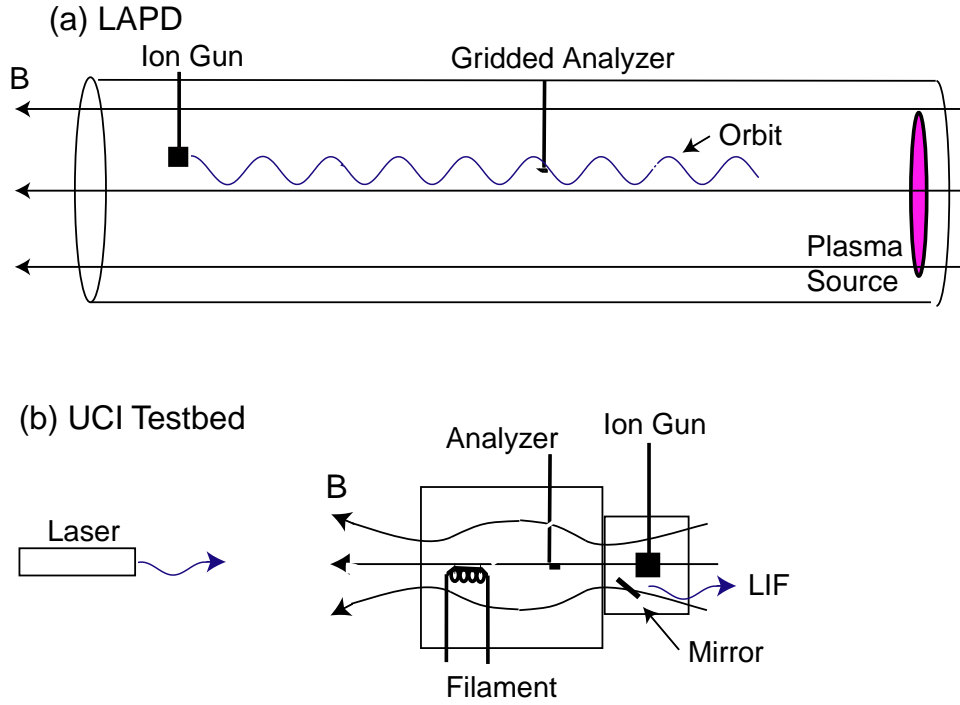 (a) LAPD
Ion Gun
Gridded Analyzer
B
Orbit
Plasma
Source
(b) UCI Testbed
Ion Gun
Analyzer
B
Laser
LIF
Mirror
Filament